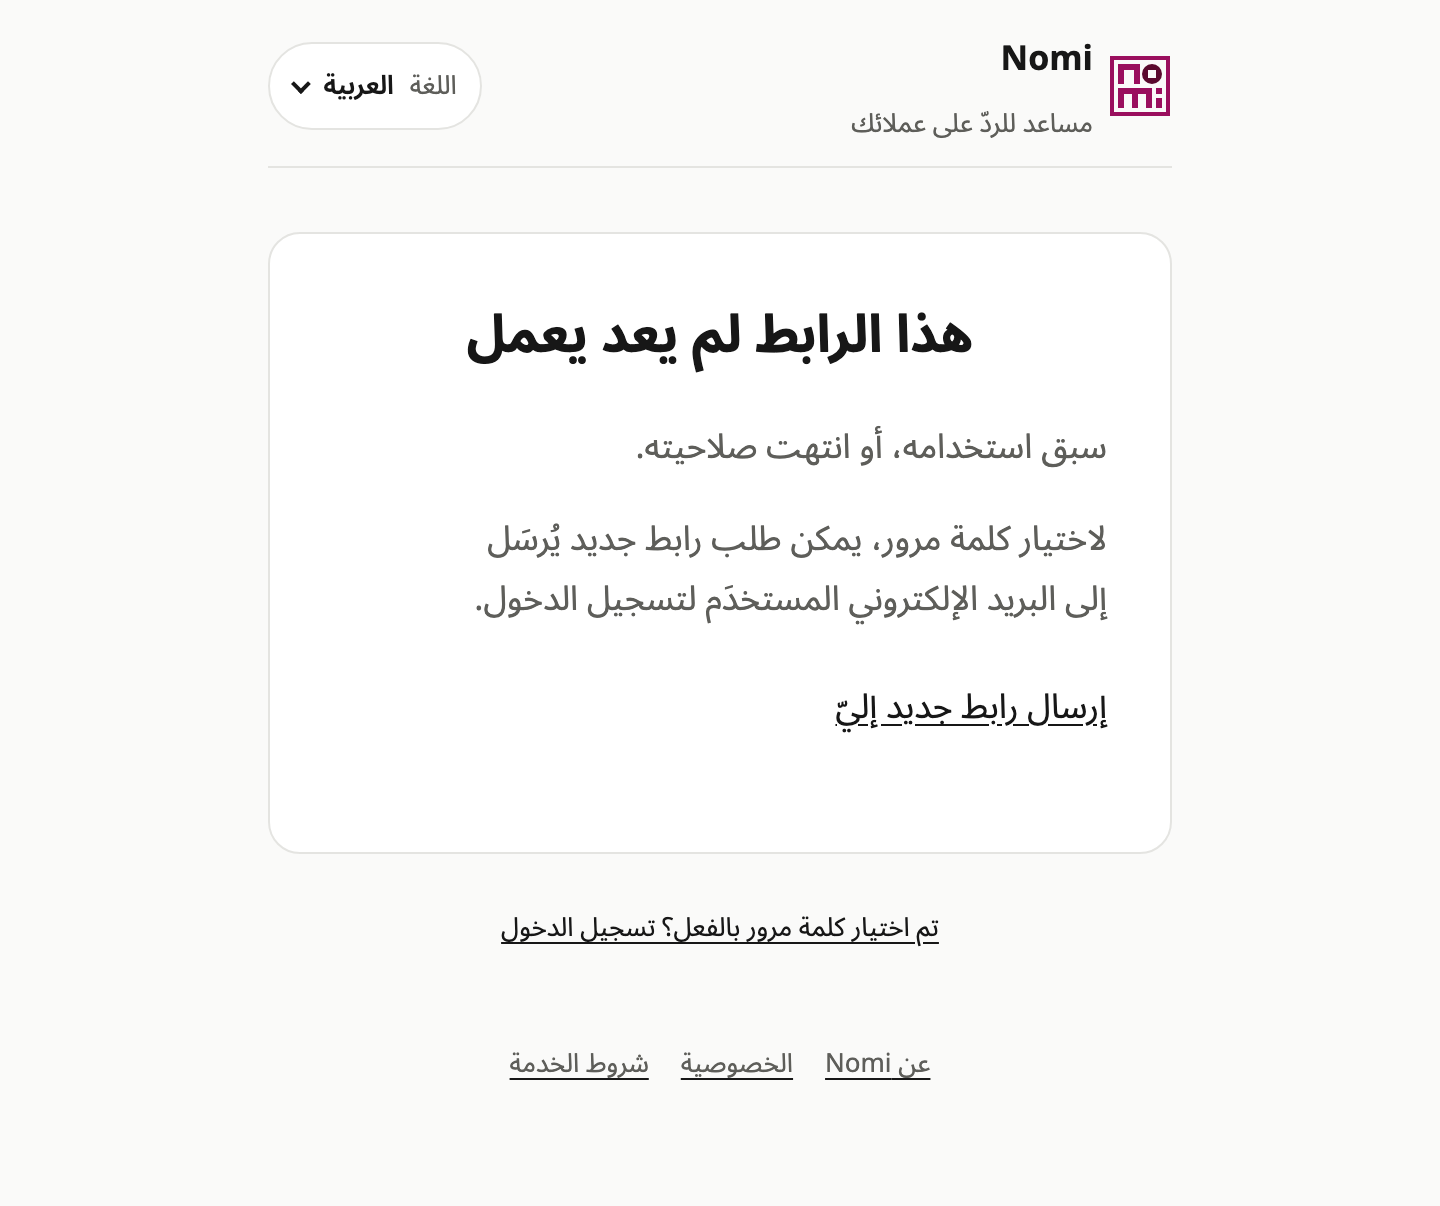 Nomi
مساعد للردّ على عملائك
اللغة العربية
هذا الرابط لم يعد يعمل
سبق استخدامه، أو انتهت صلاحيته.
لاختيار كلمة مرور، يمكن طلب رابط جديد يُرسَل
إلى البريد الإلكتروني المستخدَم لتسجيل الدخول.
إرسال رابط جديد إليّ
تم اختيار كلمة مرور بالفعل؟ تسجيل الدخول
عن Nomi الخصوصية شروط الخدمة